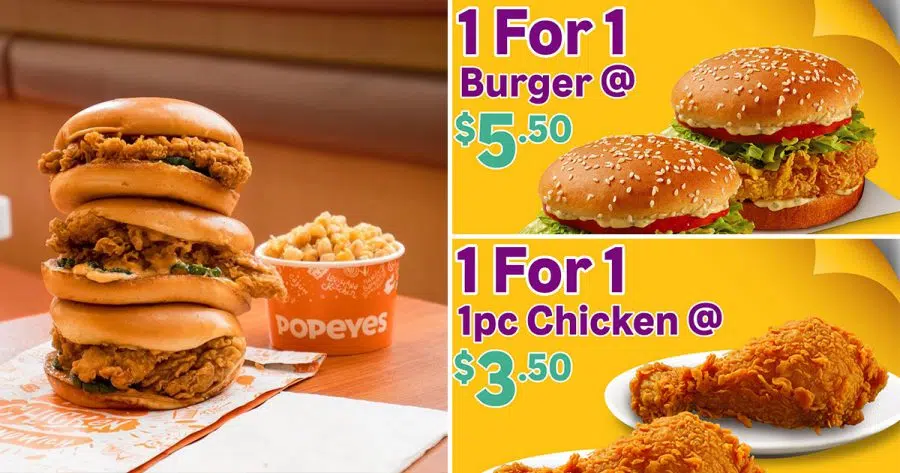 POPEYES
1 For 1
Burger @
$5.50
1 For 1
1pc Chicken @
$3.50